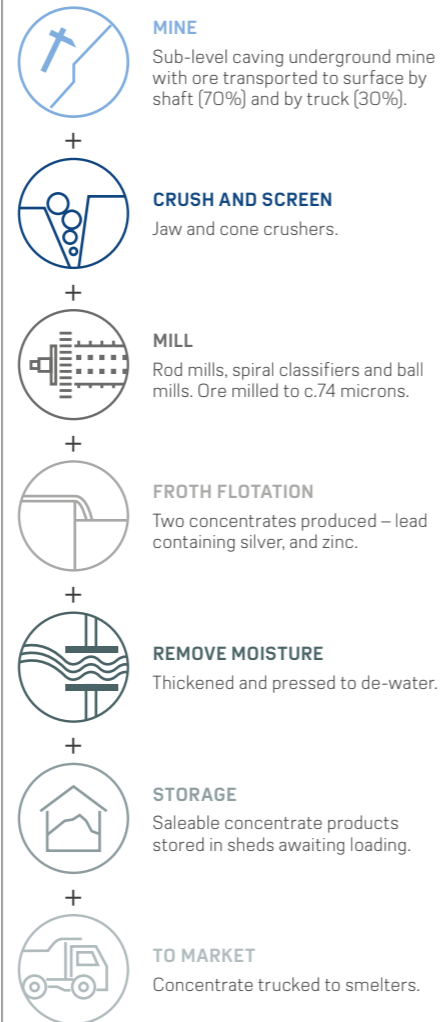 MINE
Sub-level caving underground mine
with ore transported to surface by
shaft (70%) and by truck (30%).
+
CRUSH AND SCREEN
Jaw and cone crushers.
+
MILL
Rod mills, spiral classifiers and ball
mills. Ore milled to c.74 microns.
+
FROTH FLOTATION
Two concentrates produced – lead
containing silver, and zinc.
+
REMOVE MOISTURE
Thickened and pressed to de-water.
+
STORAGE
Saleable concentrate products
stored in sheds awaiting loading.
+
TO MARKET
Concentrate trucked to smelters.